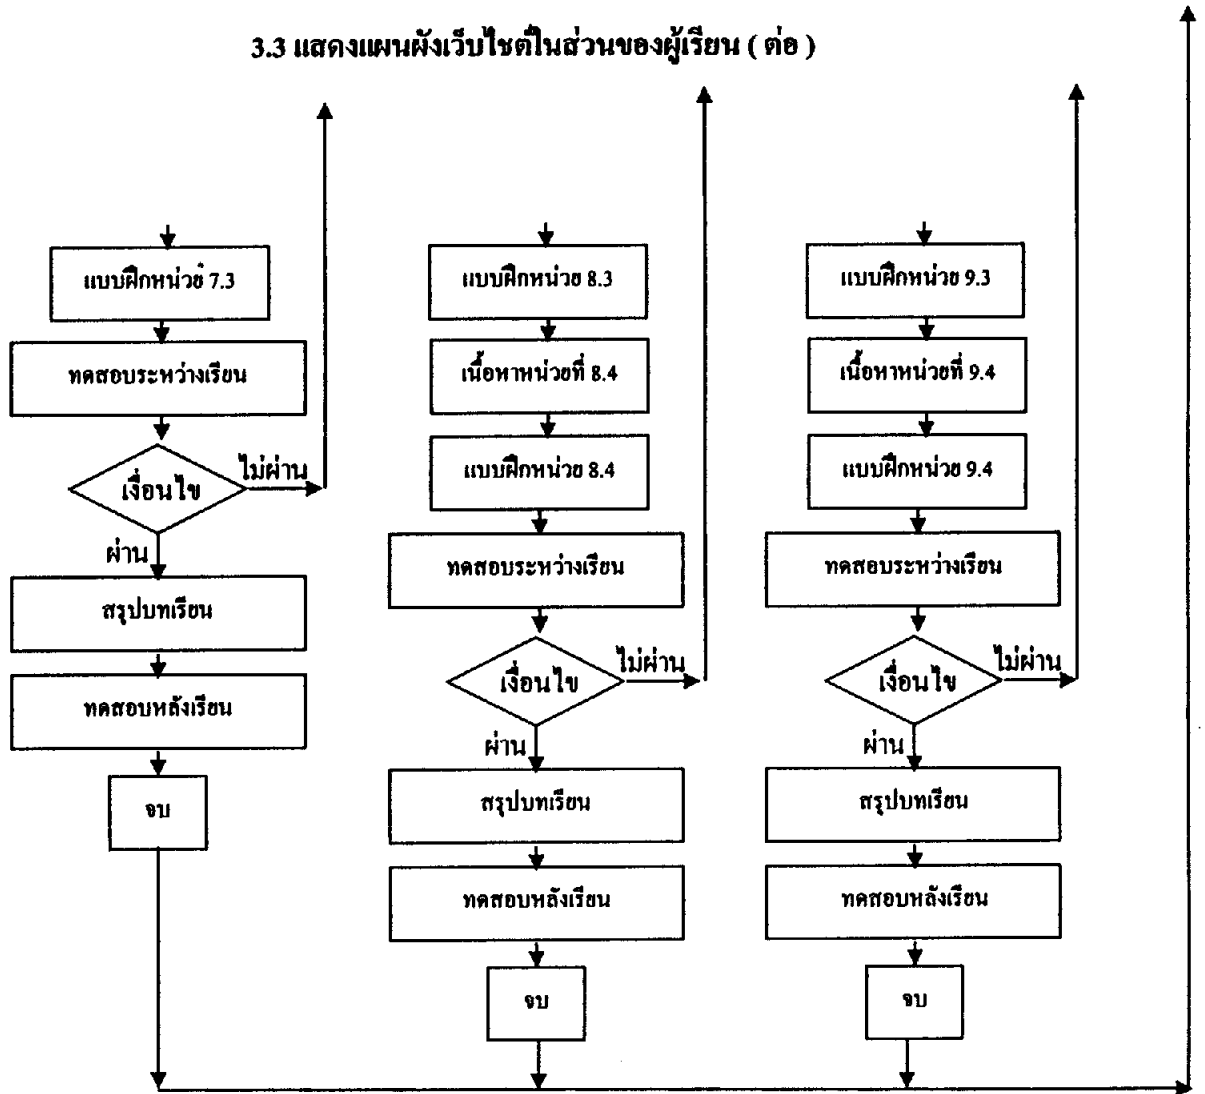 3.3 แสดงแผนผังเว็บไซต์ในส่วนของผู้เรียน ( ต่อ )
แบบฝึกหน่วย 7.3
ทดสอบระหว่างเรียน
เงื่อนไข
ไม่ผ่าน
ผ่าน
สรุปบทเรียน
ทดสอบหลังเรียน
จบ
แบบฝึกหน่วย 8.3
เนื้อหาหน่วยที่ 8.4
แบบฝึกหน่วย 8.4
ทดสอบระหว่างเรียน
เงื่อนไข
ไม่ผ่าน
ผ่าน
สรุปบทเรียน
ทดสอบหลังเรียน
จบ
แบบฝึกหน่วย 9.3
เนื้อหาหน่วยที่ 9.4
แบบฝึกหน่วย 9.4
ทดสอบระหว่างเรียน
เงื่อนไข
ไม่ผ่าน
ผ่าน
สรุปบทเรียน
ทดสอบหลังเรียน
จบ